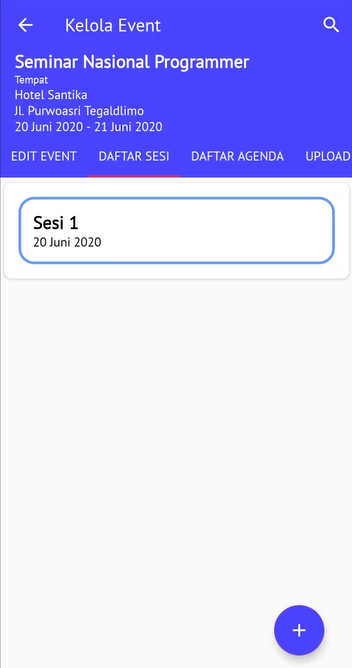 Kelola Event
Seminar Nasional Programmer
Tempat
Hotel Santika
Jl. Purwoasri Tegaldlimo
20 Juni 2020 - 21 Juni 2020
EDIT EVENT DAFTAR SESI DAFTAR AGENDA UPLOAD
Sesi 1
20 Juni 2020